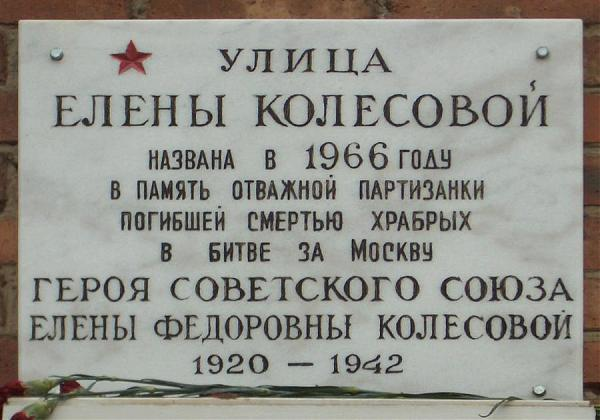 УЛИЦА
ЕЛЕНЫ КОЛЕСОВОЙ
НАЗВАНА В 1966 ГОДУ
В ПАМЯТЬ ОТВАЖНОЙ ПАРТИЗАНКИ
ПОГИБШЕЙ СМЕРТЬЮ ХРАБРЫХ
В БИТВЕ ЗА МОСКВУ
ГЕРОЯ СОВЕТСКОГО СОЮЗА
ЕЛЕНЫ ФЕДОРОВНЫ КОЛЕСОВОЙ
1920 – 1942